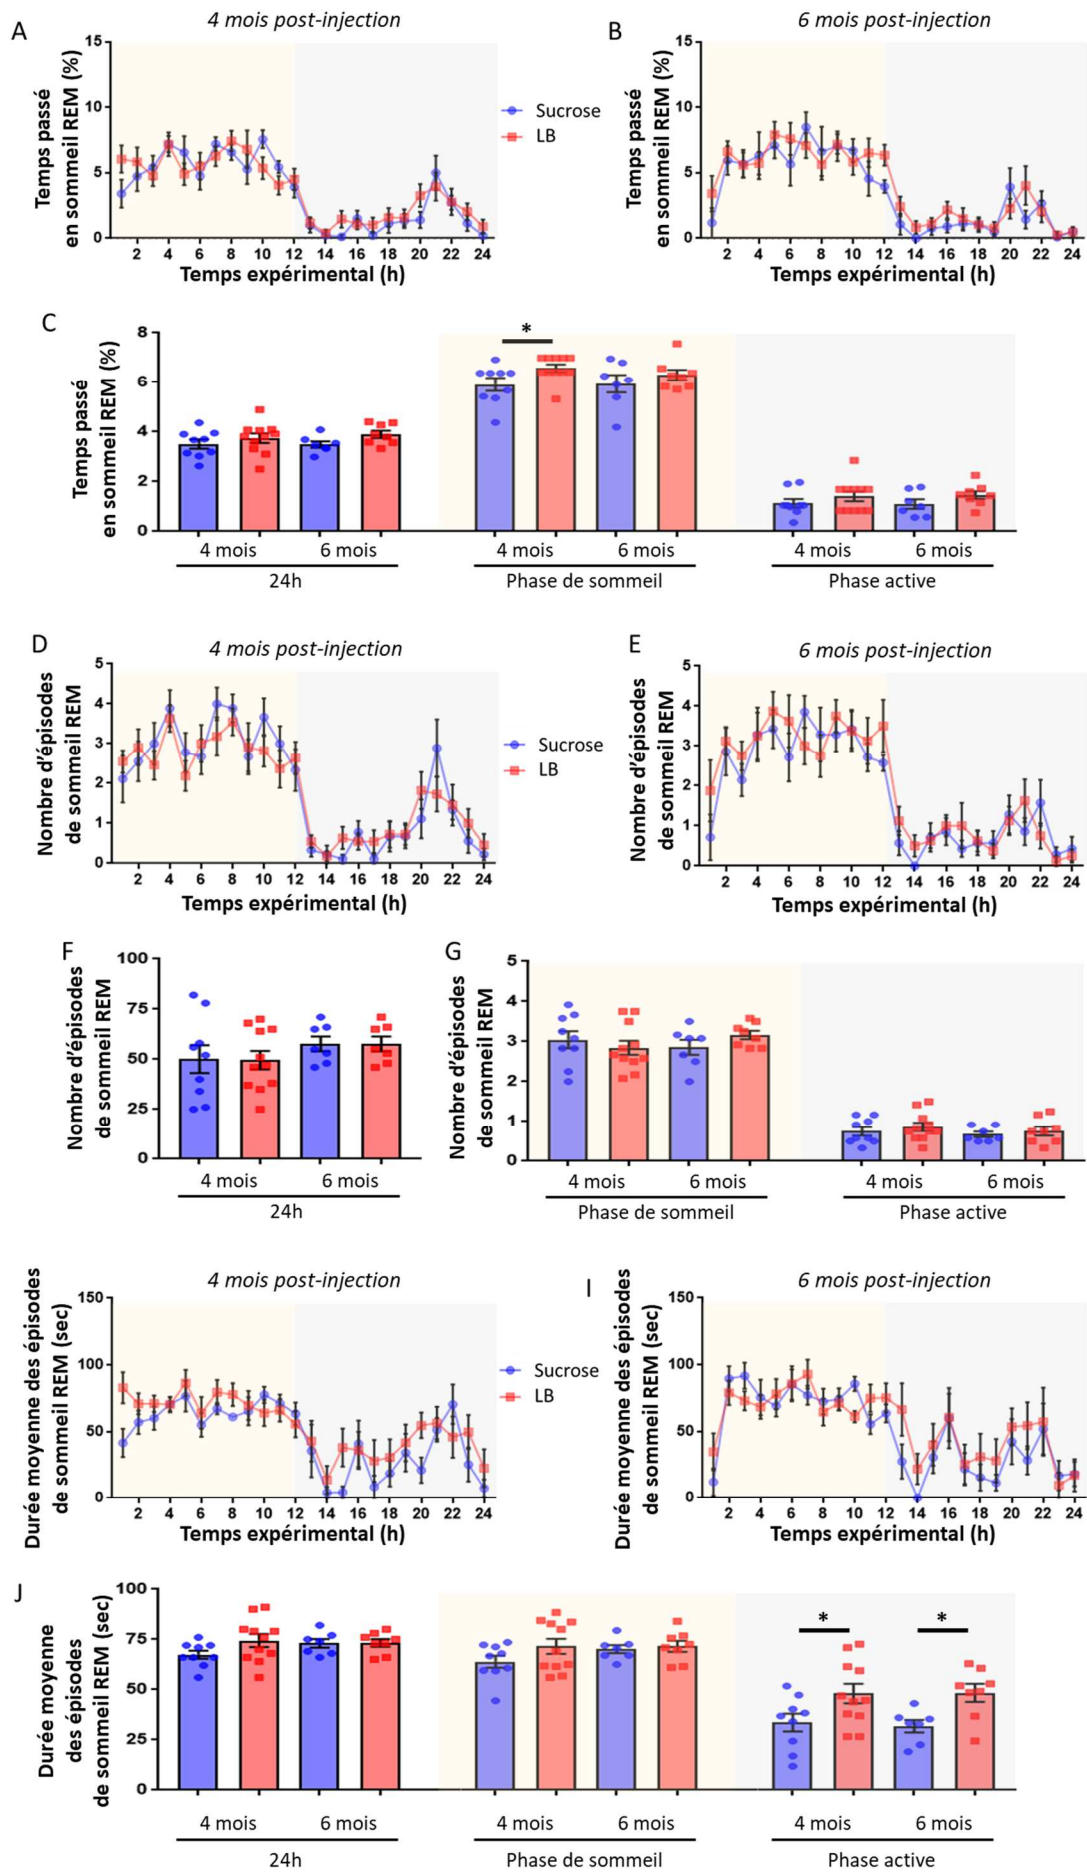 A
4 mois post-injection
Temps passé
en sommeil REM (%)
15
10
5
0
2 4 6 8 10 12 14 16 18 20 22 24
Temps expérimental (h)
Sucrose
LB
B
6 mois post-injection
Temps passé
en sommeil REM (%)
15
10
5
0
2 4 6 8 10 12 14 16 18 20 22 24
Temps expérimental (h)
C
Temps passé
en sommeil REM (%)
8
6
4
2
0
*
4 mois 6 mois 4 mois 6 mois 4 mois 6 mois
24h Phase de sommeil Phase active
D
4 mois post-injection
Nombre d'épisodes
de sommeil REM
5
4
3
2
1
0
2 4 6 8 10 12 14 16 18 20 22 24
Temps expérimental (h)
Sucrose
LB
E
6 mois post-injection
Nombre d'épisodes
de sommeil REM
5
4
3
2
1
0
2 4 6 8 10 12 14 16 18 20 22 24
Temps expérimental (h)
F
Nombre d'épisodes
de sommeil REM
100
75
50
25
0
4 mois 6 mois
24h
G
Nombre d'épisodes
de sommeil REM
5
4
3
2
1
0
4 mois 6 mois 4 mois 6 mois
Phase de sommeil Phase active
4 mois post-injection
Durée moyenne des épisodes
de sommeil REM (sec)
150
100
50
0
2 4 6 8 10 12 14 16 18 20 22 24
Temps expérimental (h)
Sucrose
LB
I
6 mois post-injection
Durée moyenne des épisodes
de sommeil REM (sec)
150
100
50
0
2 4 6 8 10 12 14 16 18 20 22 24
Temps expérimental (h)
J
Durée moyenne
des épisodes
de sommeil REM (sec)
100
75
50
25
0
* *
4 mois 6 mois 4 mois 6 mois 4 mois 6 mois
24h Phase de sommeil Phase active